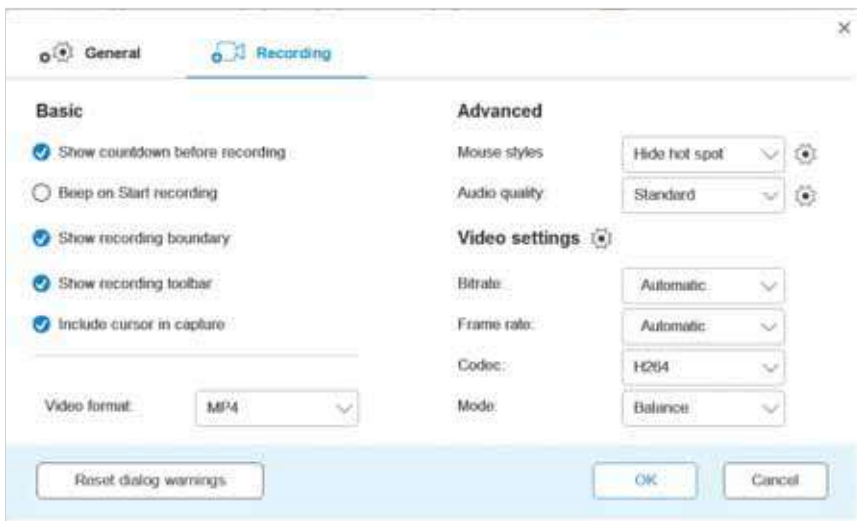 General
Recording
Basic
Show countdown before recording
Beep on Start recording
Show recording boundary
Show recording toolbar
Include cursor in capture
Video format:
MP4
Advanced
Mouse styles
Hide hot spot
Audio quality:
Standard
Video settings
Bitrate:
Automatic
Frame rate:
Automatic
Codec:
H264
Mode:
Balance
Reset dialog warnings
OK
Cancel